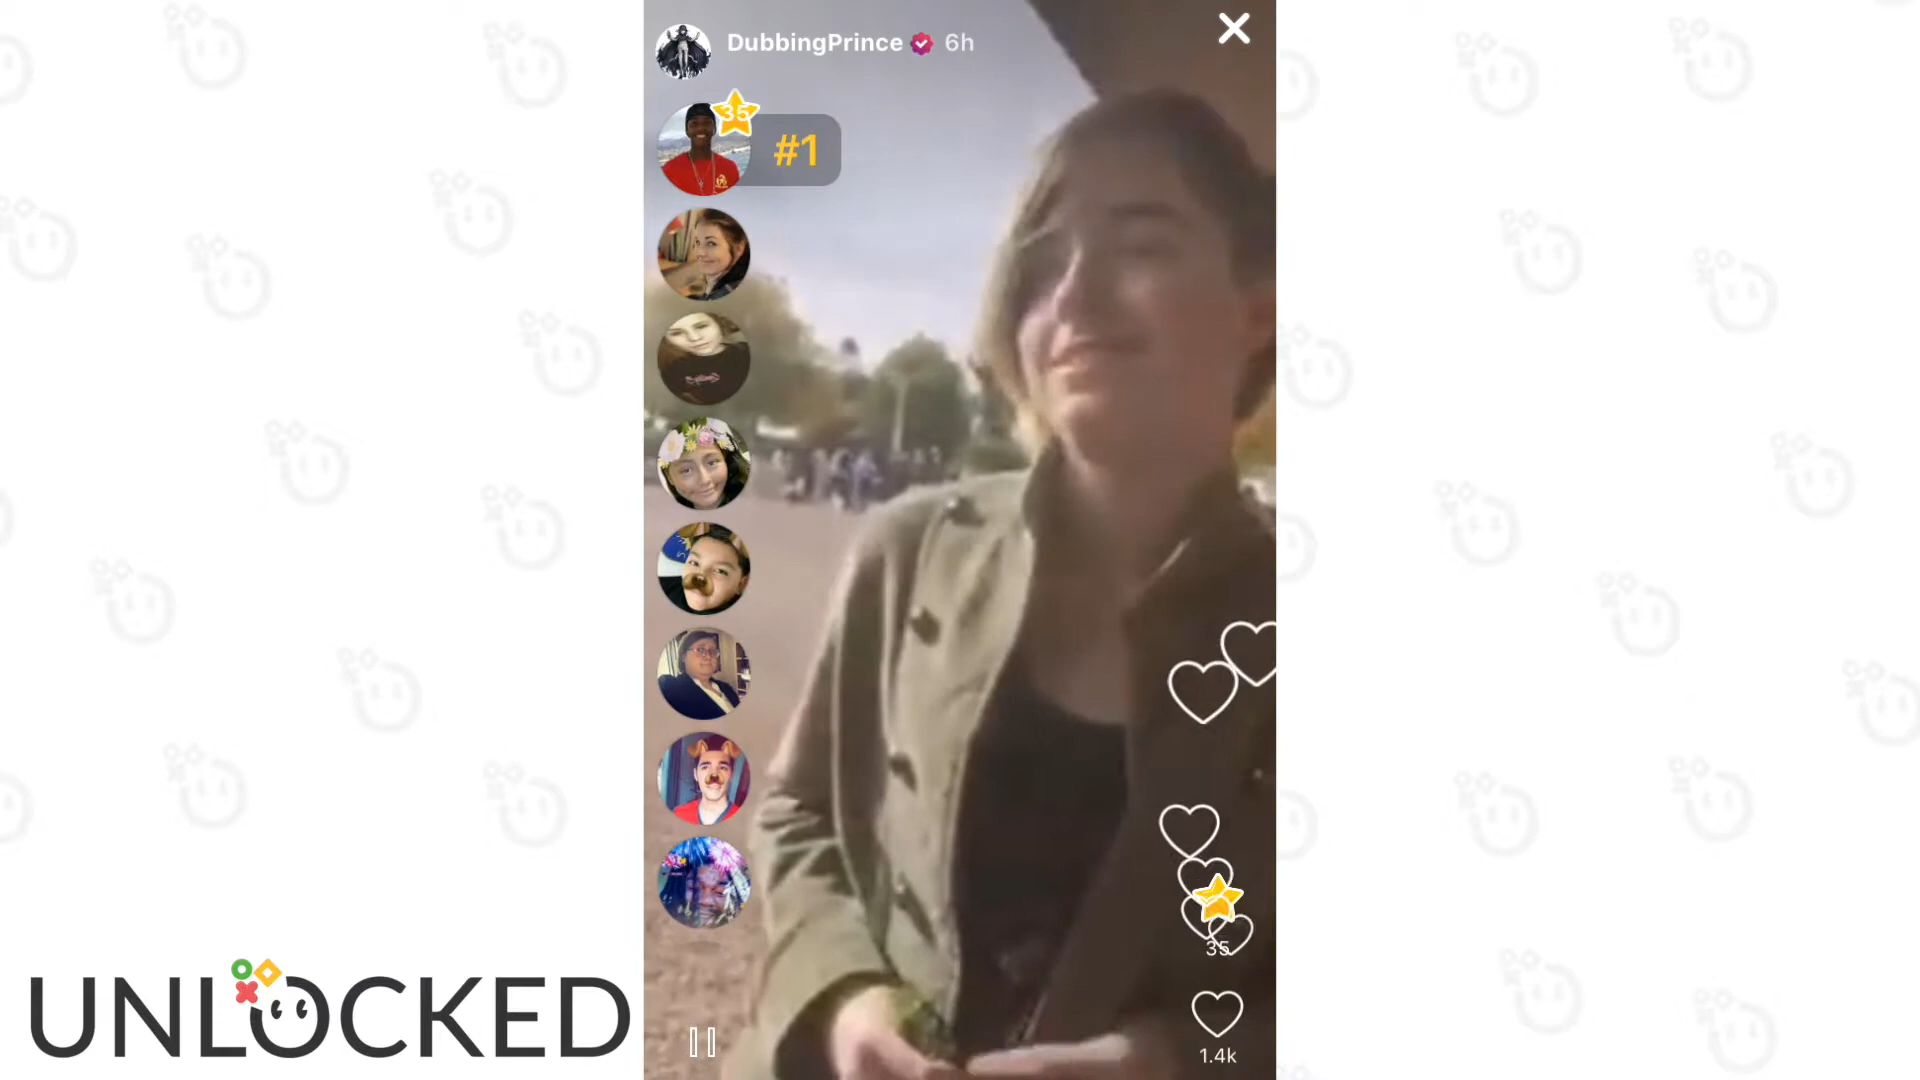 DubbingPrince 6h
35
#1
35
1.4k
UNLOCKED